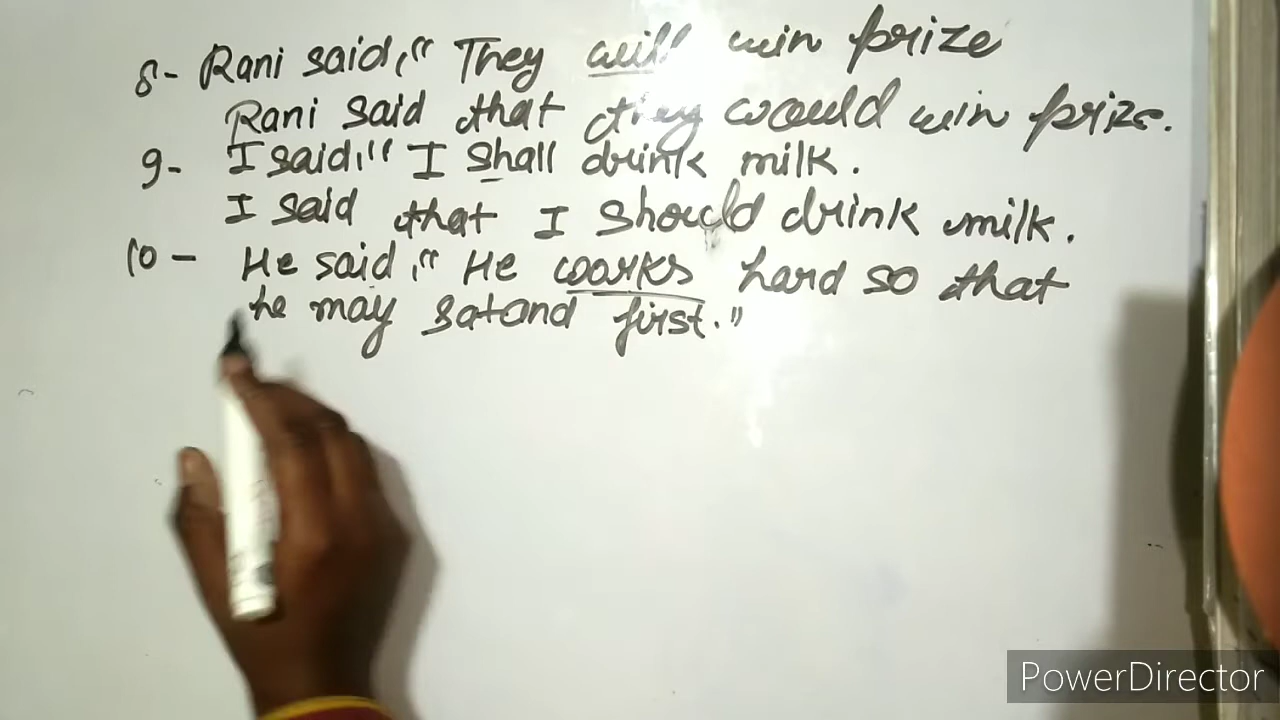 8- Rani said, " They will win prize
Rani said that they would win prize.
9- I said, " I shall drink milk.
I said that I should drink milk.
10- He said, " He works hard so that
he may satand first."
PowerDirector